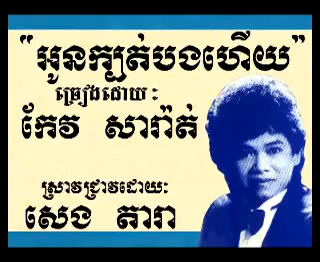 "អូនក្បត់បងហើយ"
ច្រៀងដោយៈ
កែវ សារ៉ាត់
ស្រាវជ្រាវដោយៈ
សេង តារា